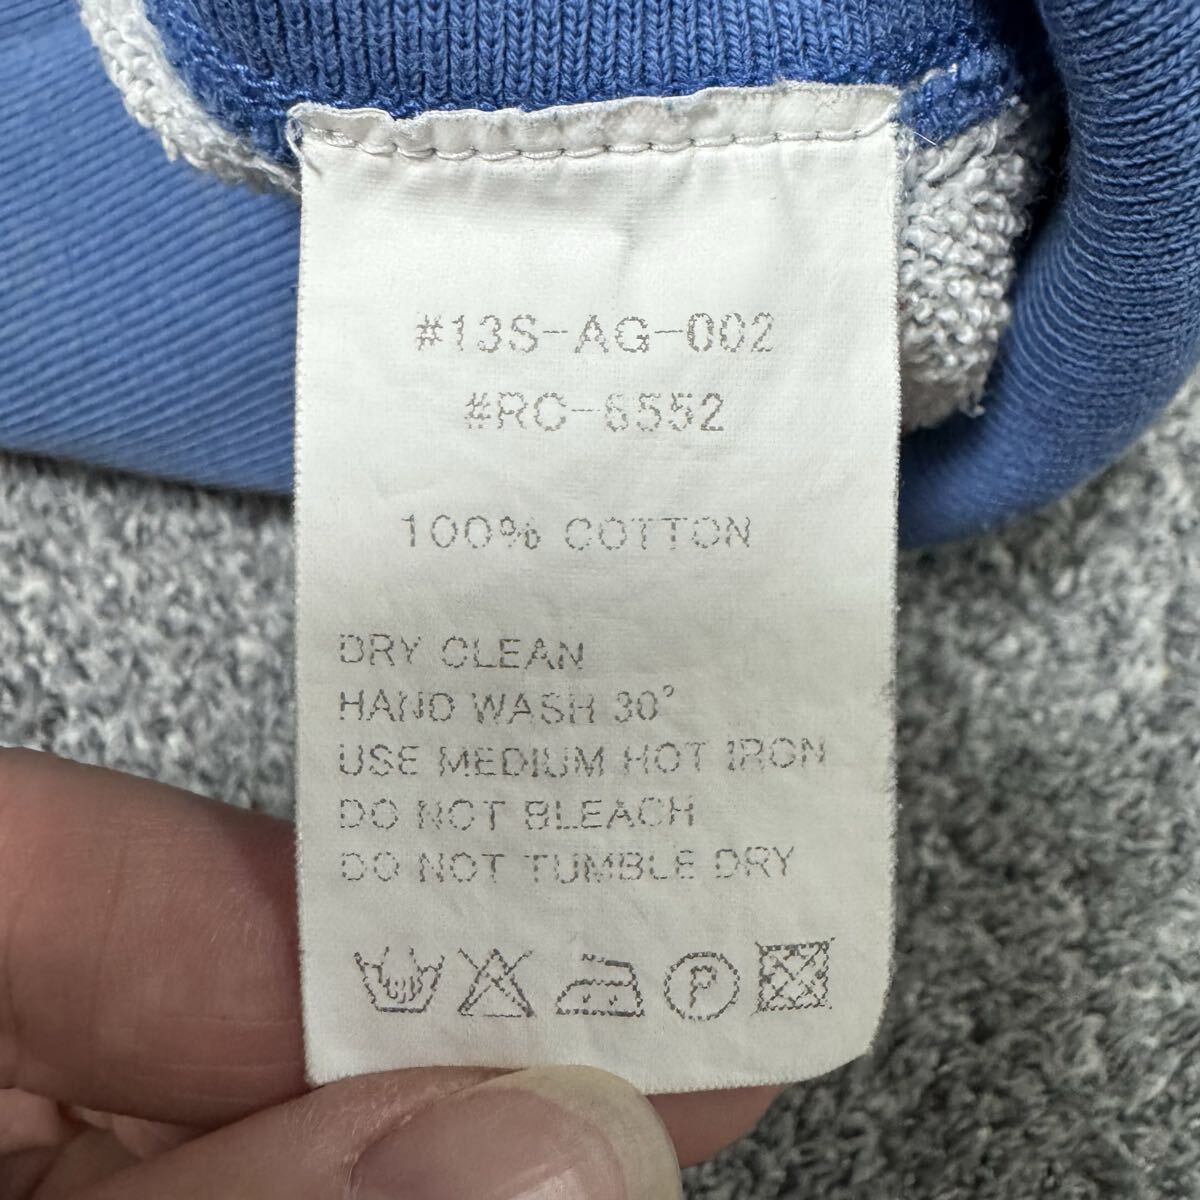 #13S-AG-002
#RC-6552
100% COTTON
DRY CLEAN
HAND WASH 30°
USE MEDIUM HOT IRON
DO NOT BLEACH
DO NOT TUMBLE DRY
P